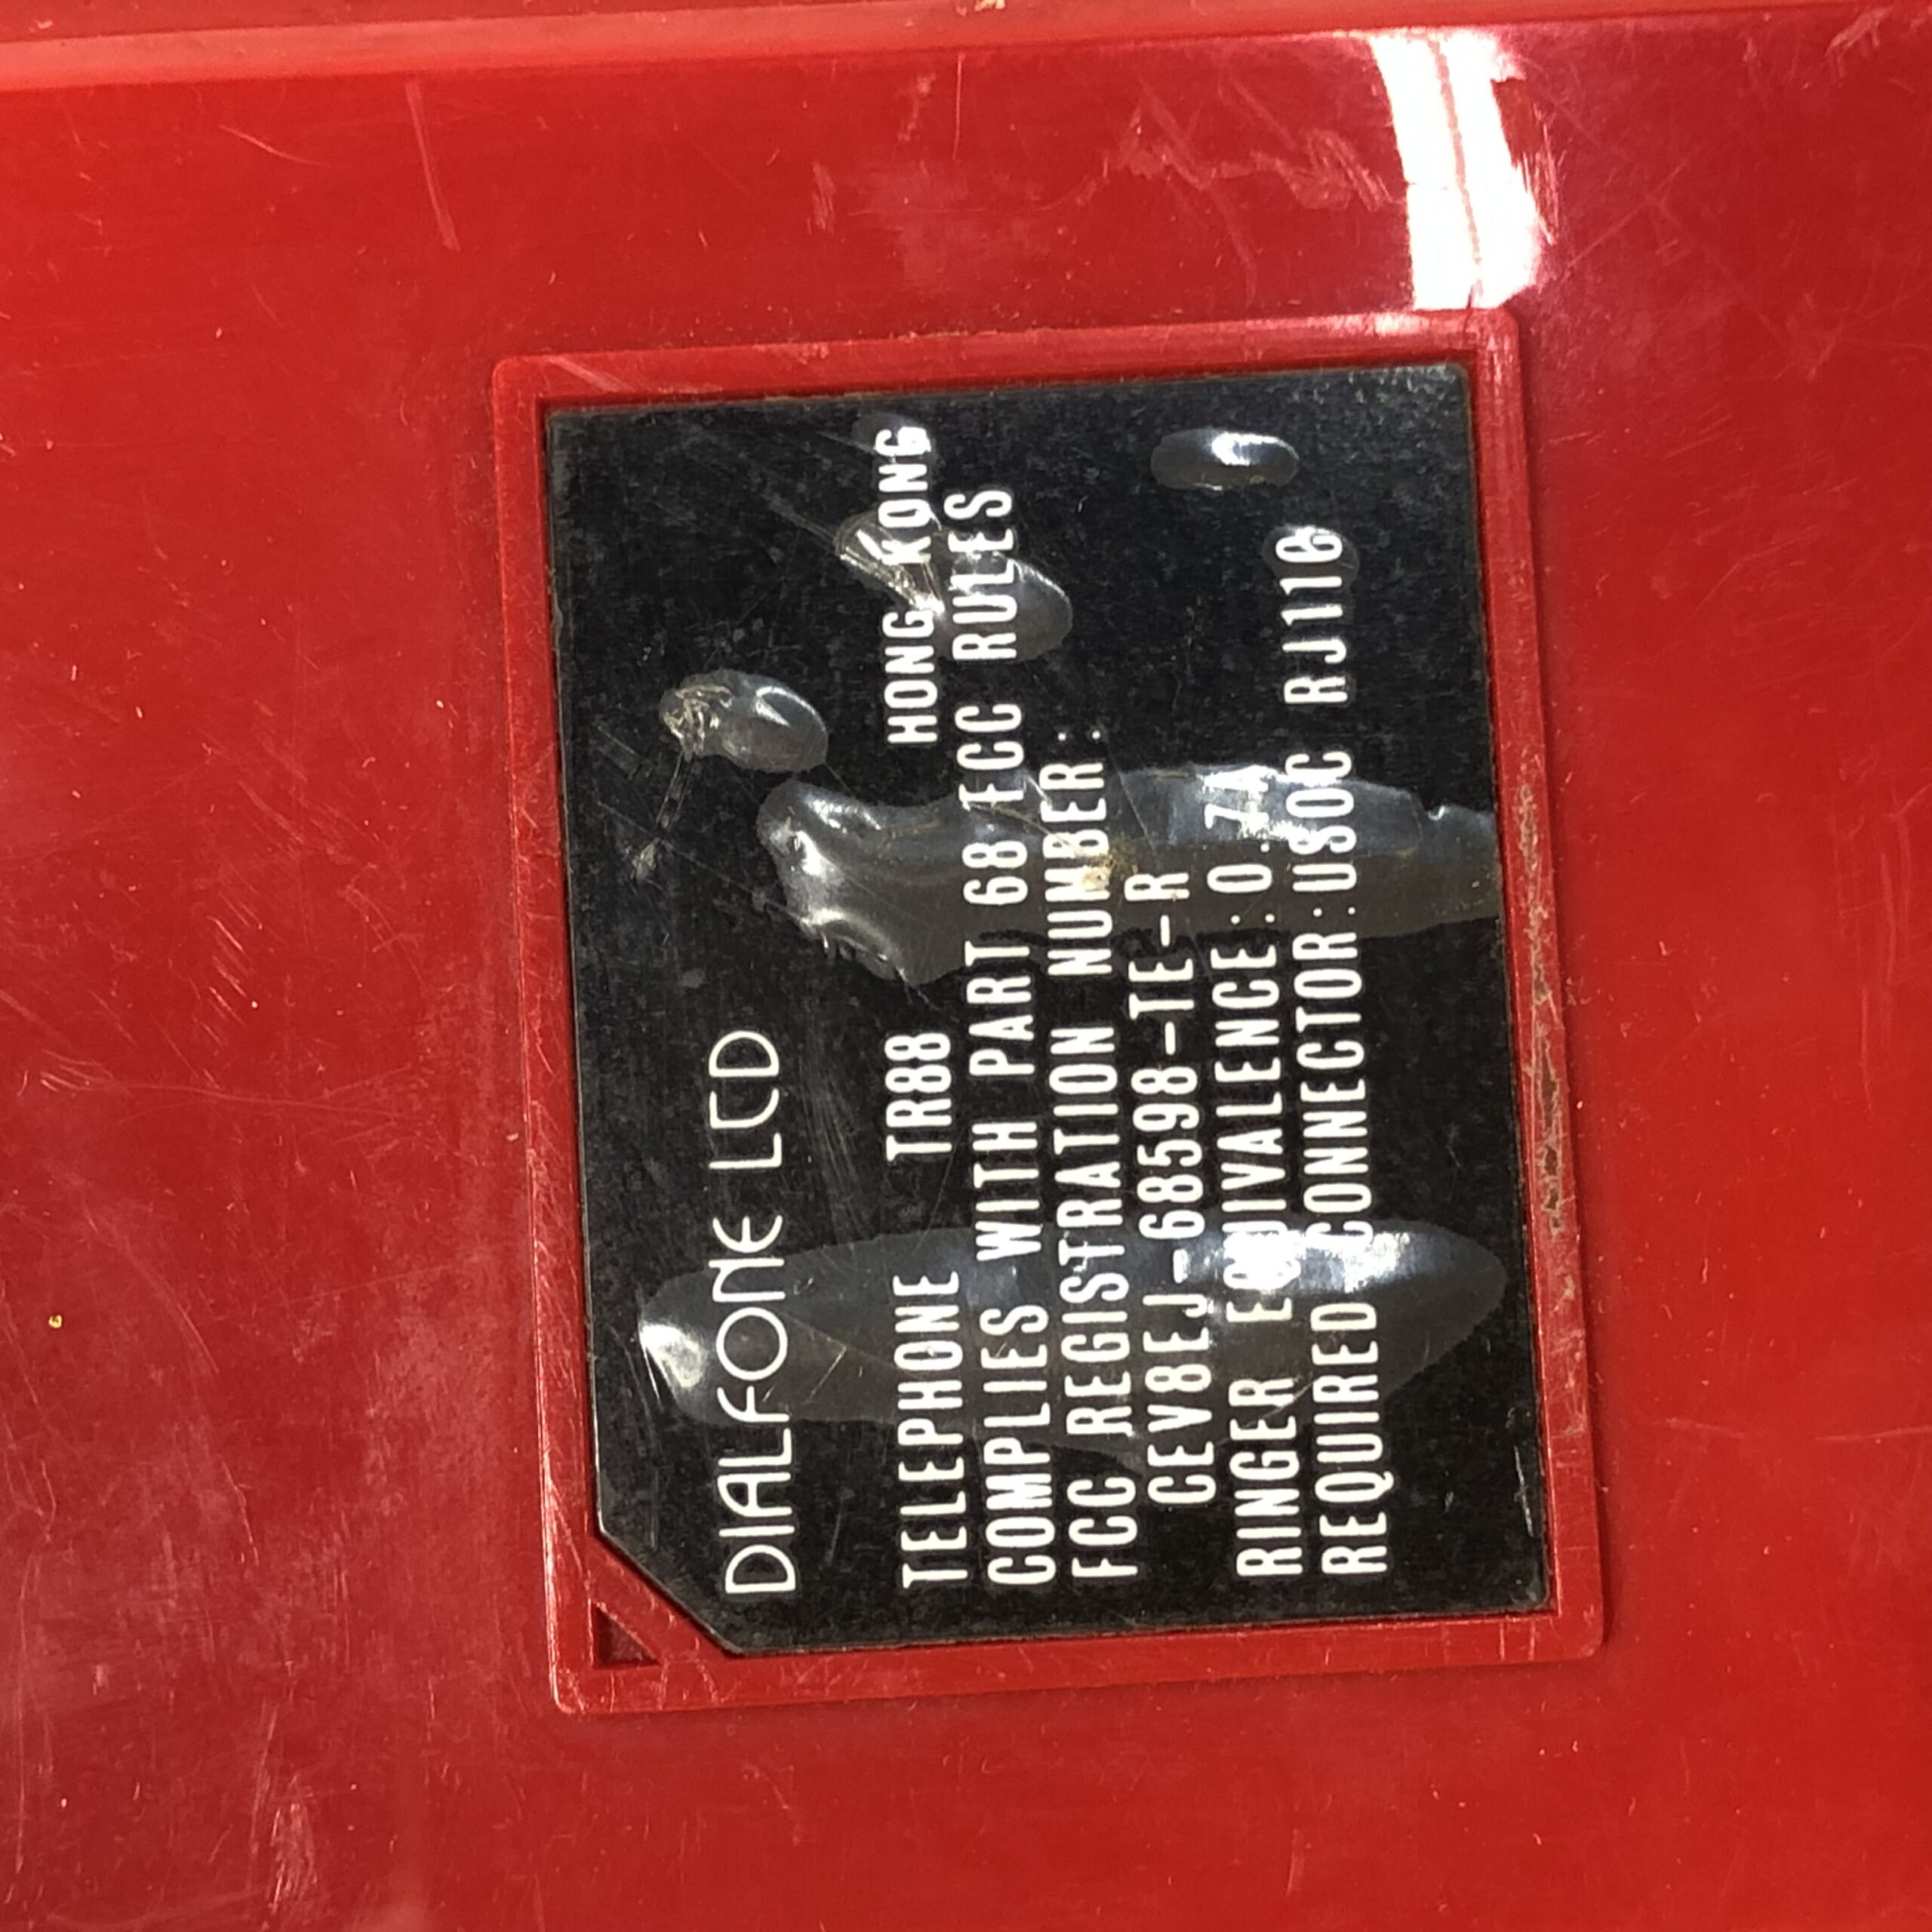 DIALFONE LCD
TELEPHONE TR88 HONG KONG
COMPLIES WITH PART 68 FCC RULES
FCC REGISTRATION NUMBER:
CEV8EJ-68598-TE-R
RINGER EQUIVALENCE:0.7A
REQUIRED CONNECTOR:USOC RJ11C